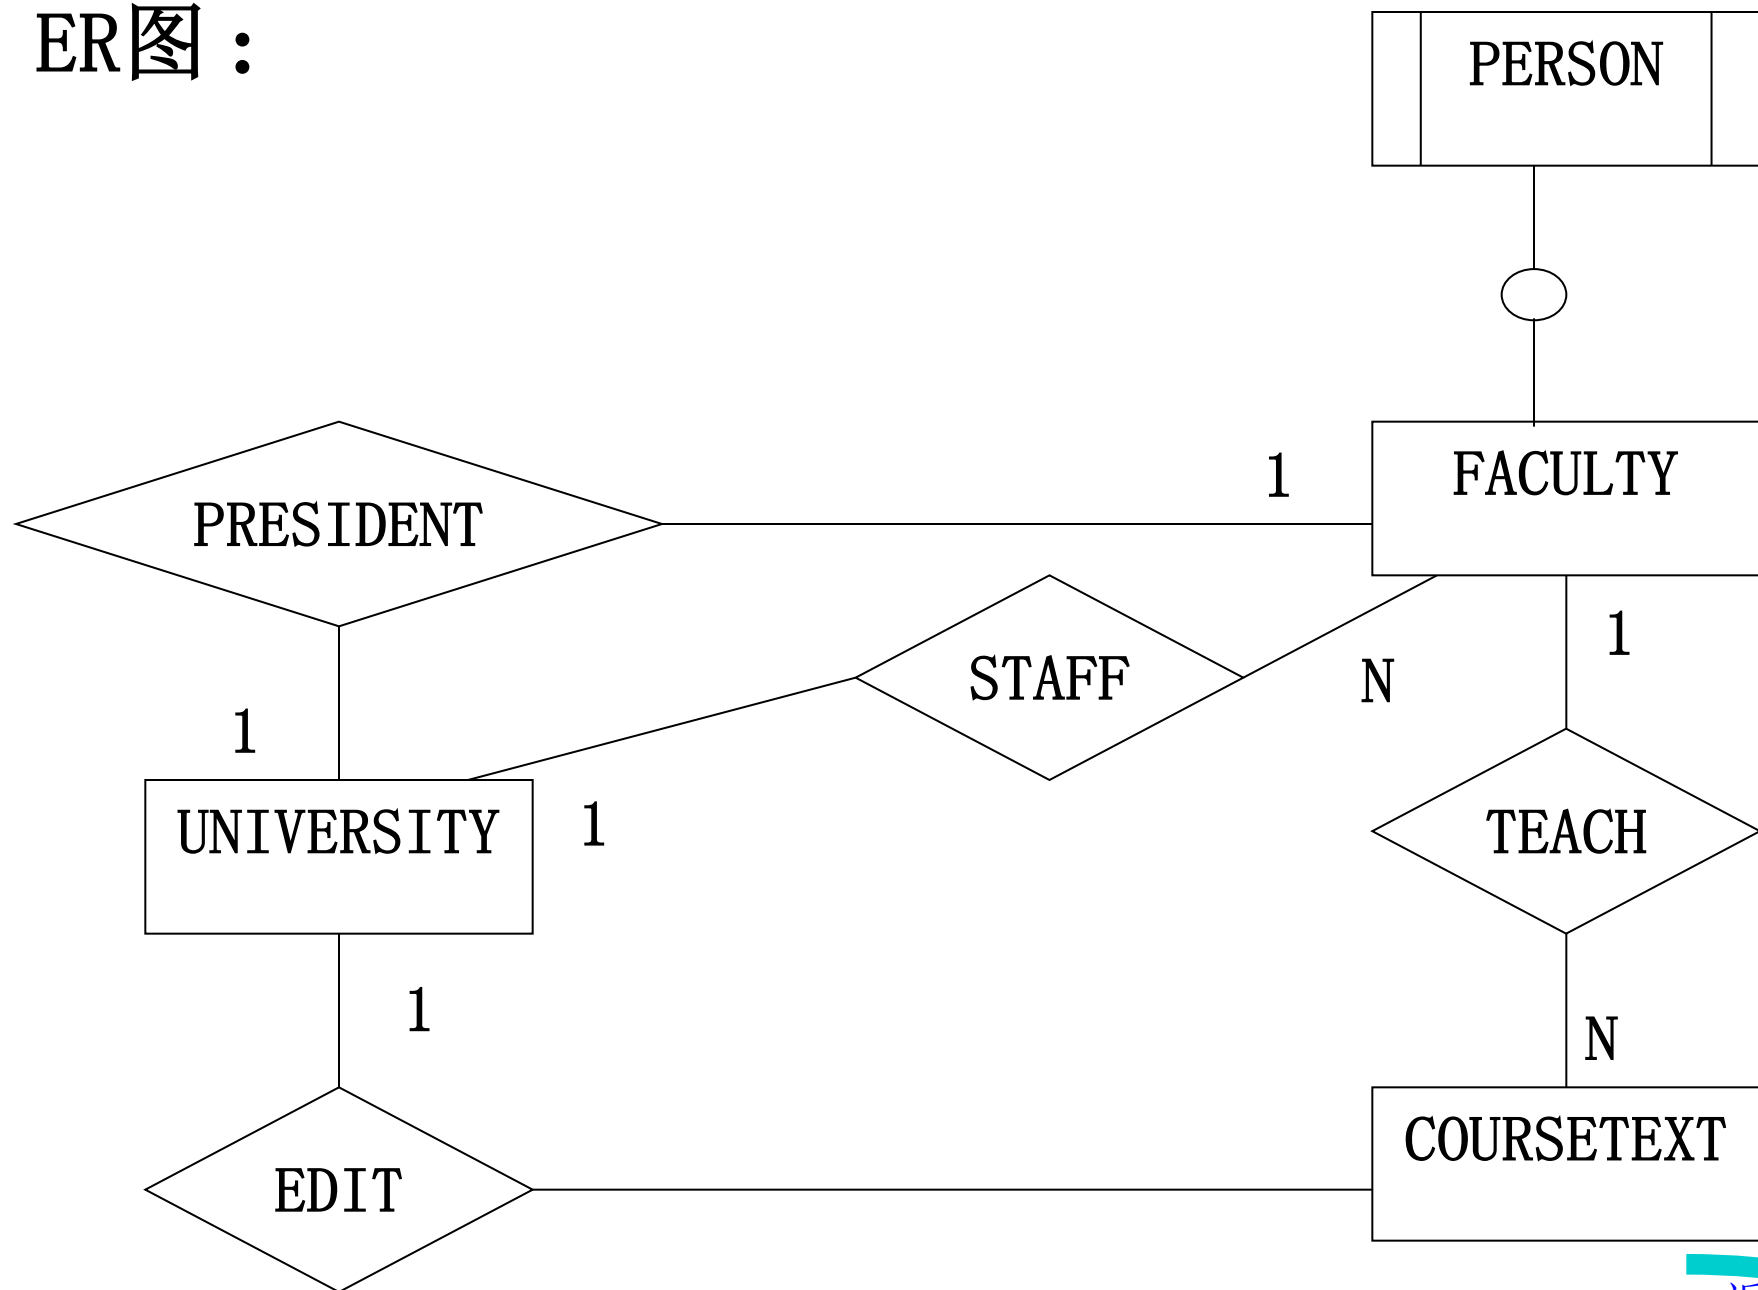 ER图：
PERSON
FACULTY
1
PRESIDENT
1
STAFF
N
1
UNIVERSITY
1
TEACH
1
N
COURSETEXT
EDIT